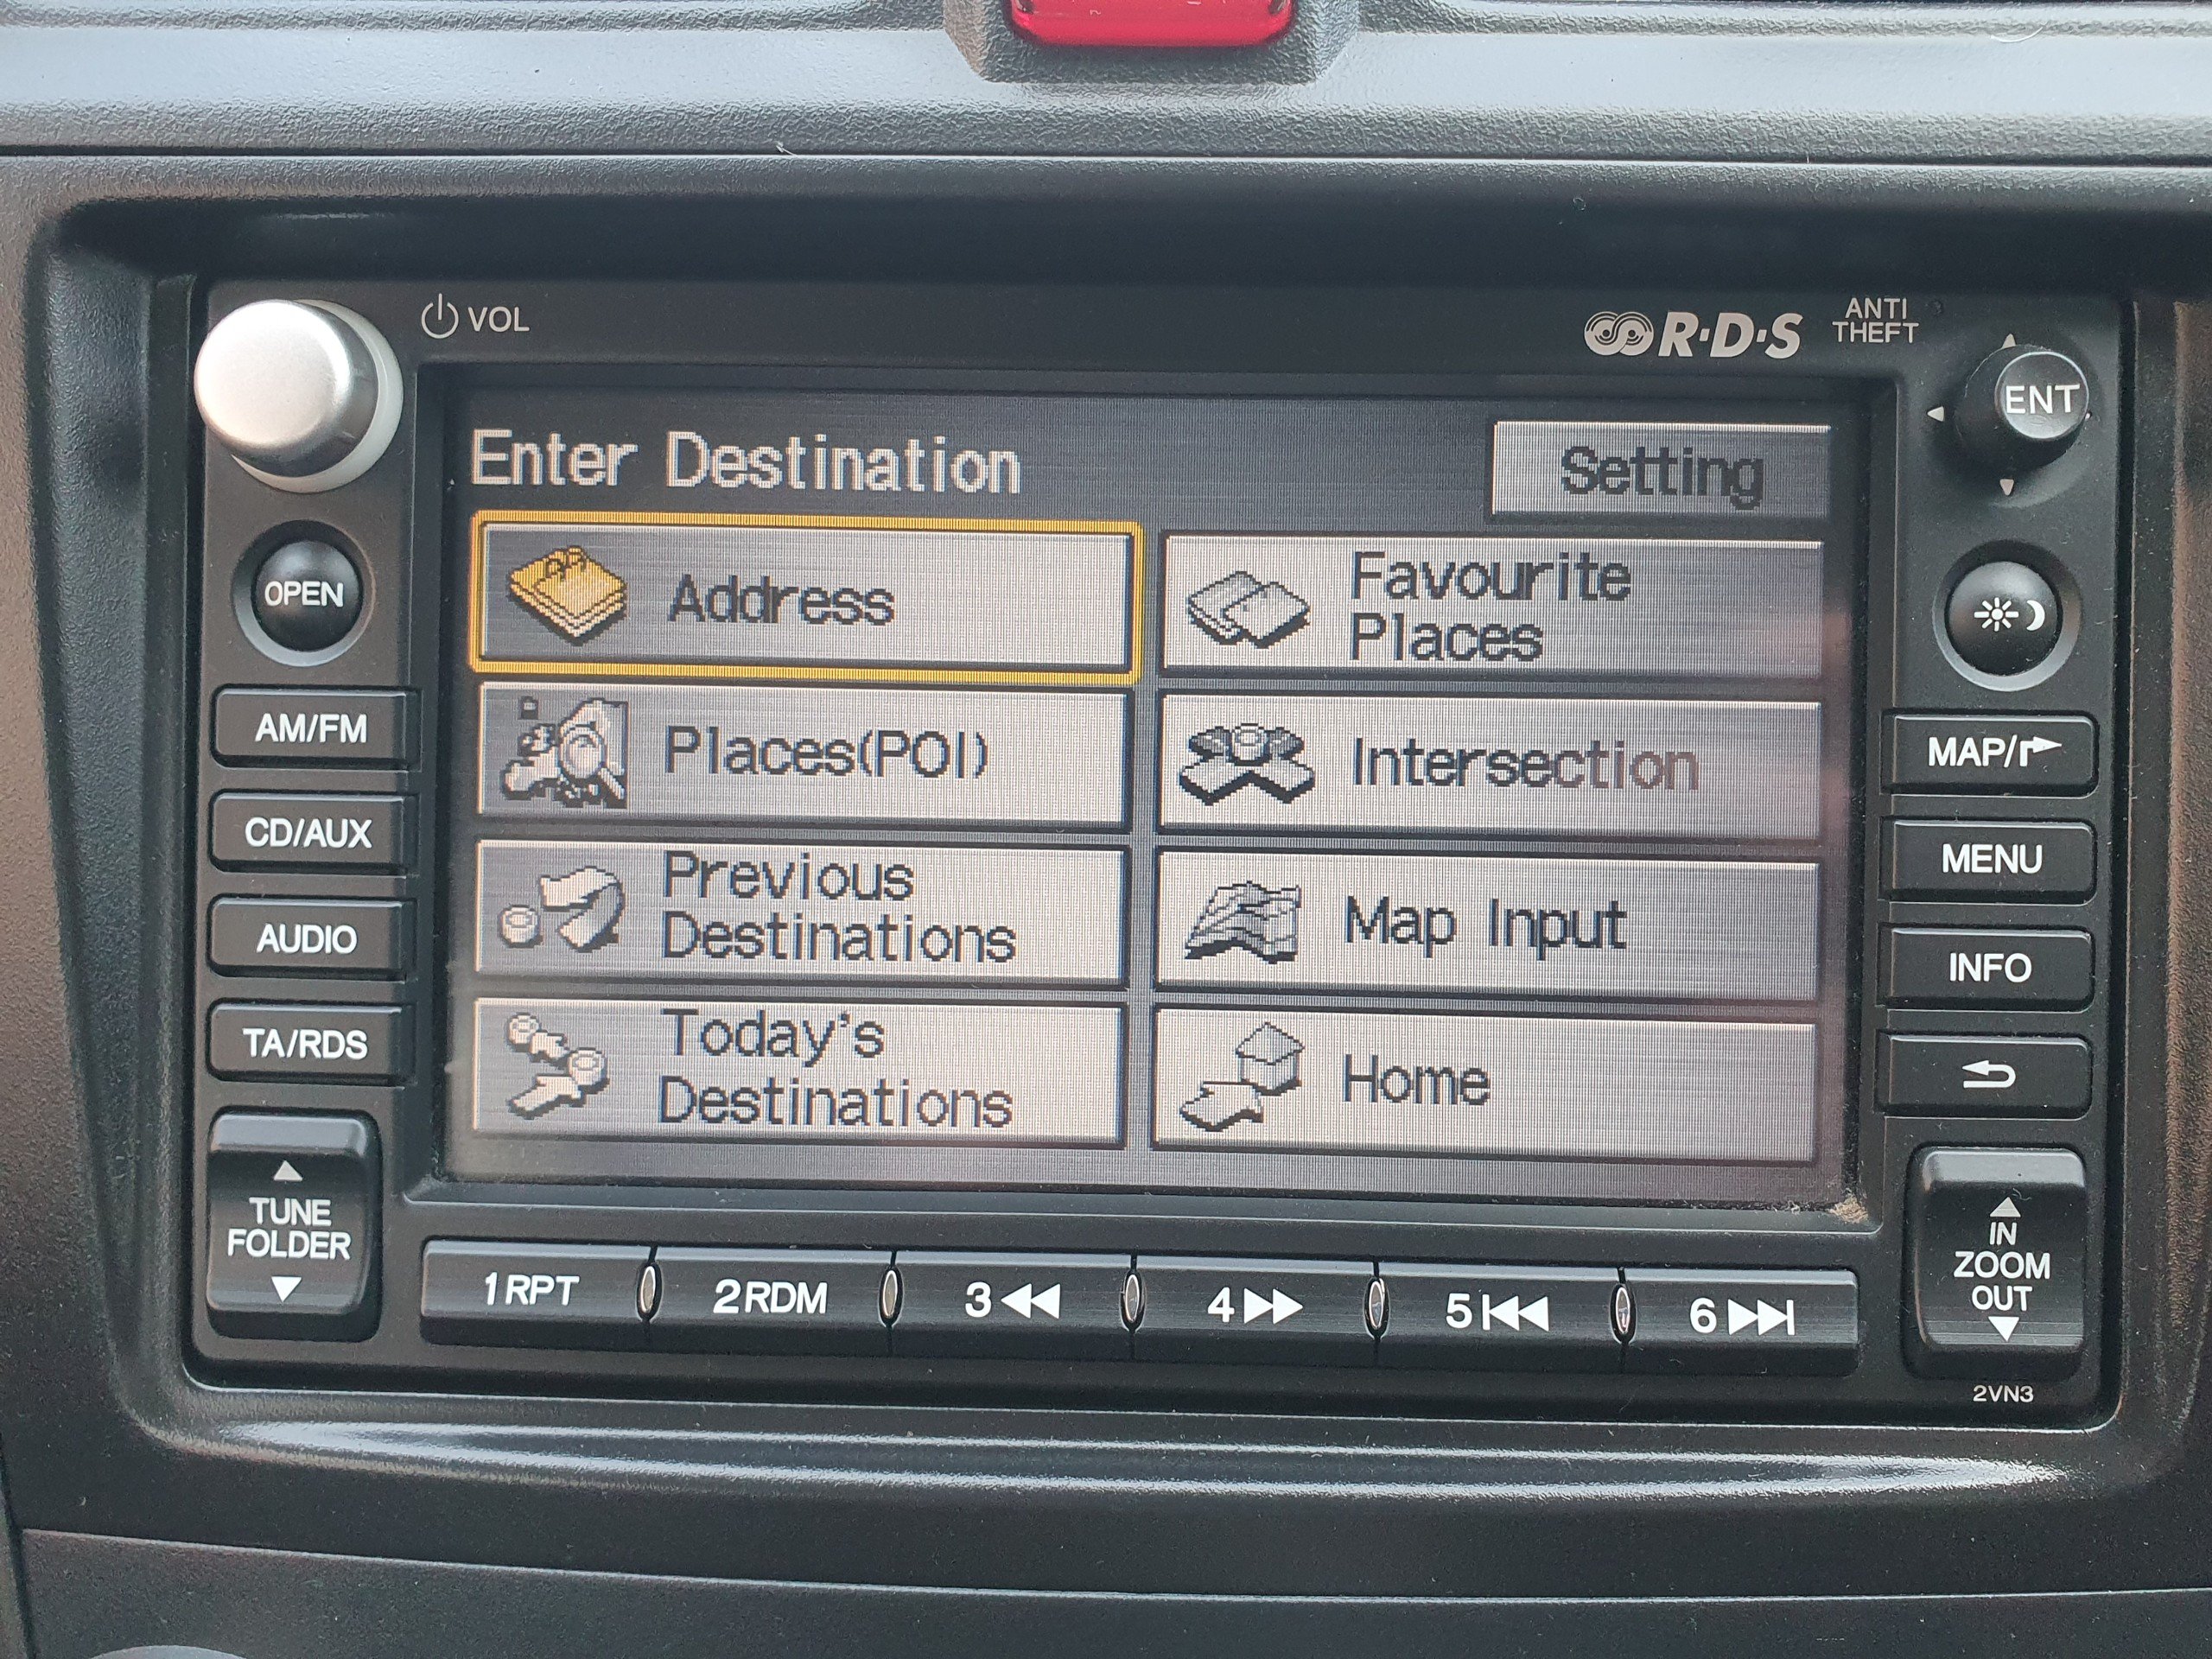 VOL
R·D·S
ANTI
THEFT
ENT
Enter Destination
Setting
OPEN
Address
Favourite
Places
AM/FM
Places(POI)
Intersection
MAP/
CD/AUX
Previous
Destinations
Map Input
MENU
AUDIO
INFO
TA/RDS
Today's
Destinations
Home
TUNE
FOLDER
IN
ZOOM
OUT
1 RPT
2 RDM
3
4
5
6
2VN3